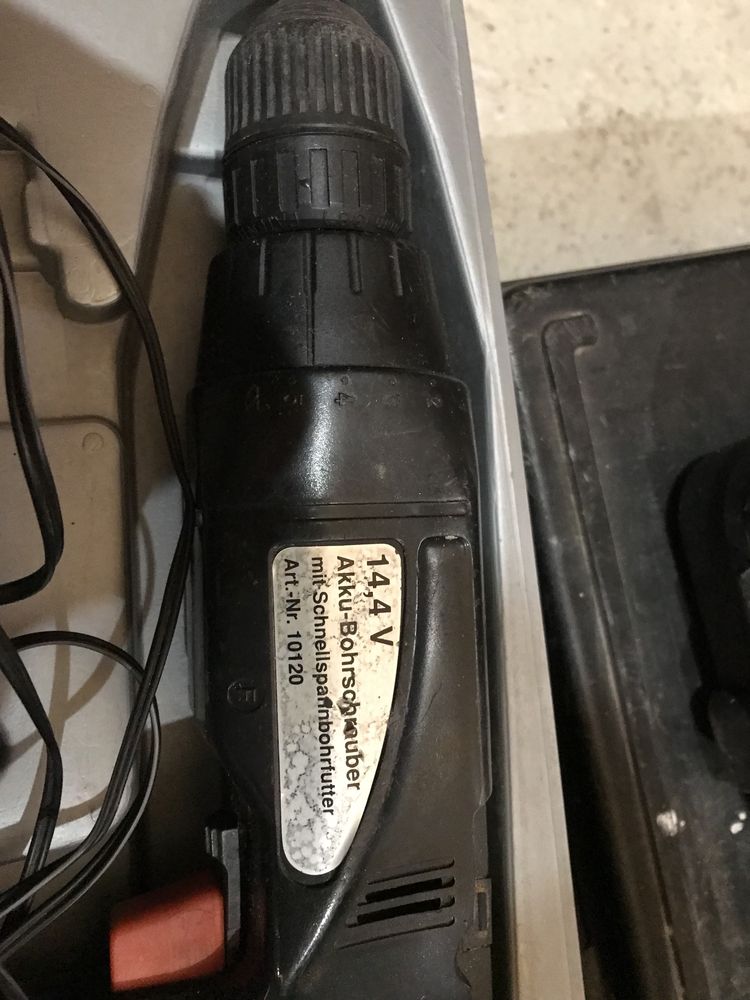 14,4 V
Akku-Bohrschrauber
mit Schnellspannbohrfutter
Art.-Nr. 10120